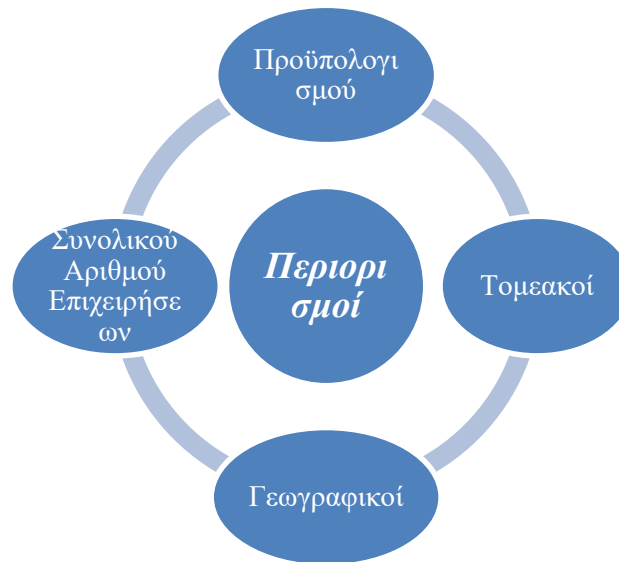 Προϋπολογι
σμού
Συνολικού
Αριθμού
Επιχειρήσε
ων
Περιορι
σμοί
Τομεακοί
Γεωγραφικοί